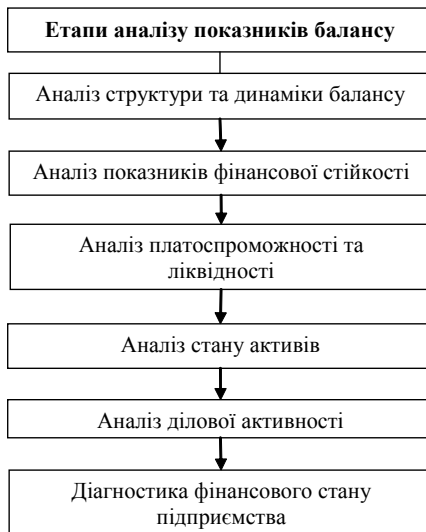 Етапи аналізу показників балансу
Аналіз структури та динаміки балансу
Аналіз показників фінансової стійкості
Аналіз платоспроможності та
ліквідності
Аналіз стану активів
Аналіз ділової активності
Діагностика фінансового стану
підприємства